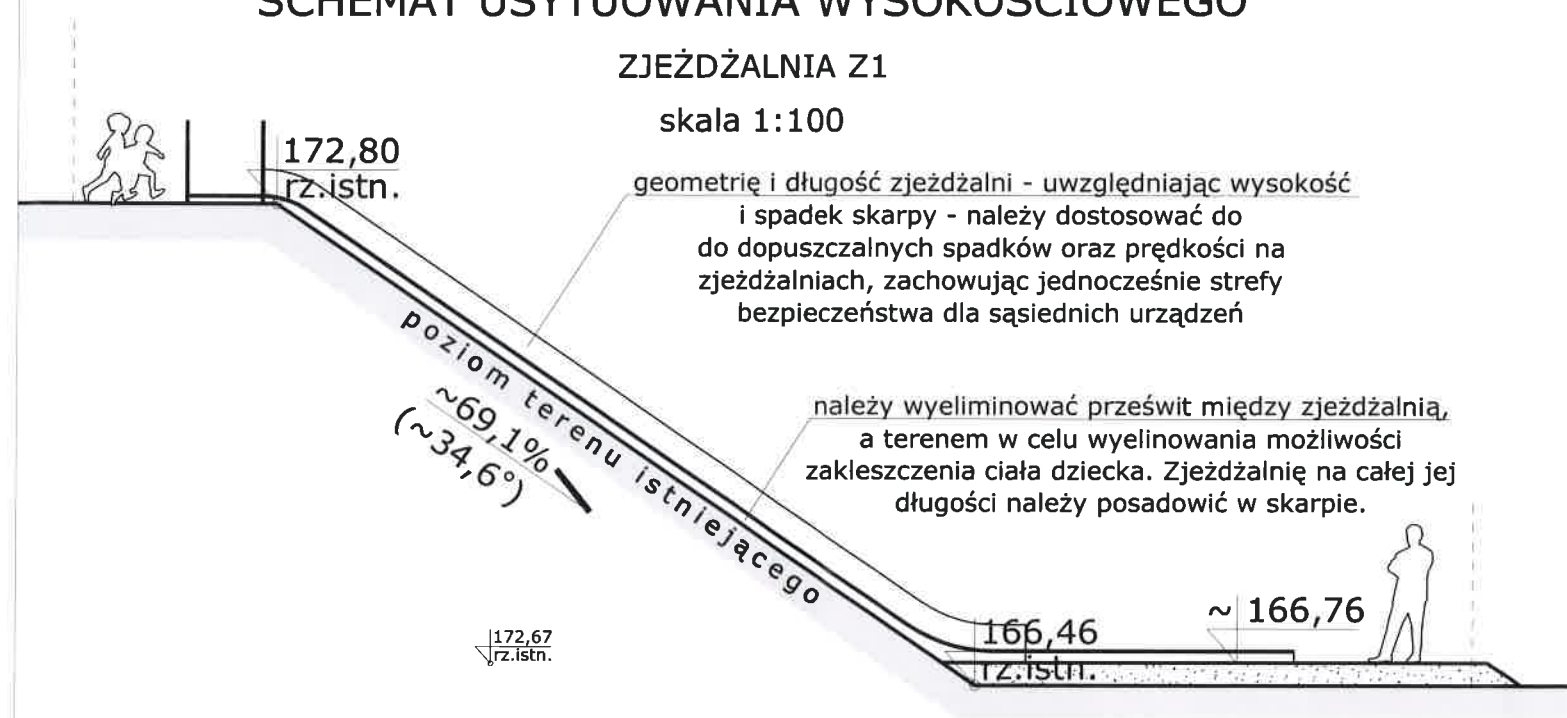 SCHEMAT USYTUOWANIA WYSOKOŚCIOWEGO
ZJEŻDŻALNIA Z1
skala 1:100
172,80
rz.istn.
geometrię i długość zjeżdżalni - uwzględniając wysokość
i spadek skarpy - należy dostosować do
do dopuszczalnych spadków oraz prędkości na
zjeżdżalniach, zachowując jednocześnie strefy
bezpieczeństwa dla sąsiednich urządzeń
poziom terenu istniejącego
~69,1%
(~34,6°)
należy wyeliminować prześwit między zjeżdżalnią,
a terenem w celu wyelinowania możliwości
zakleszczenia ciała dziecka. Zjeżdżalnię na całej jej
długości należy posadowić w skarpie.
~ 166,76
166,46
rz.istn.
172,67
rz.istn.